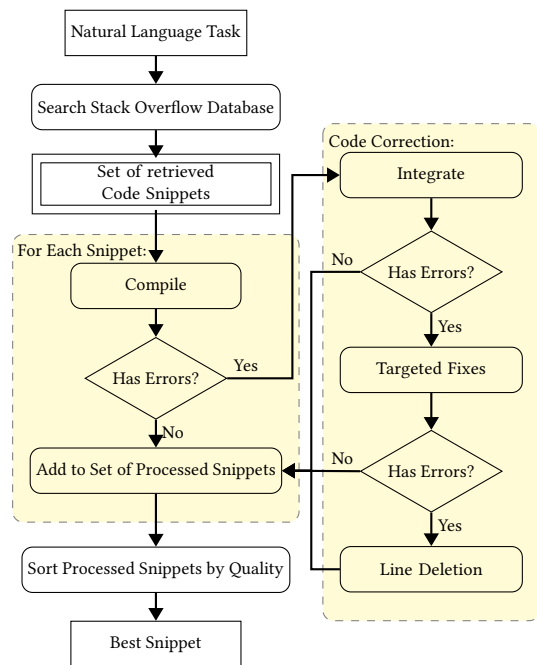 Natural Language Task
Search Stack Overflow Database
Set of retrieved
Code Snippets
For Each Snippet:
Compile
Has Errors?
Yes
No
Add to Set of Processed Snippets
Sort Processed Snippets by Quality
Best Snippet
Code Correction:
Integrate
Has Errors?
No
Yes
Targeted Fixes
Has Errors?
No
Yes
Line Deletion